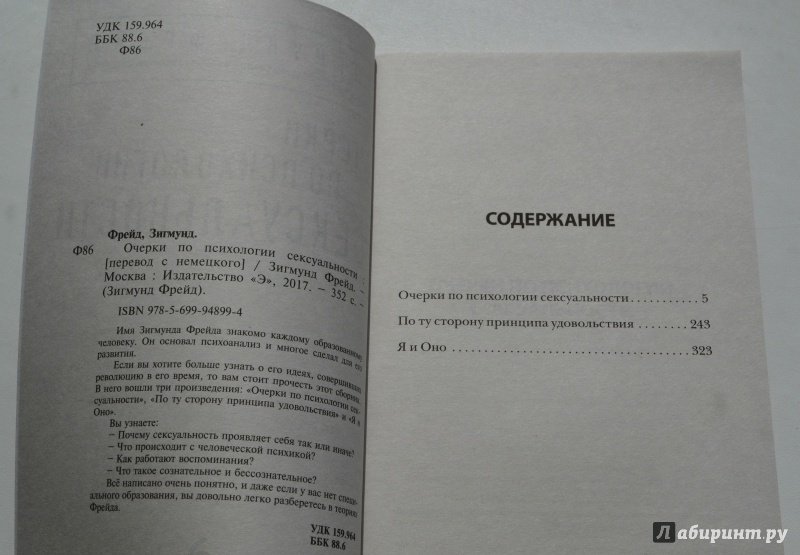 УДК 159.964
ББК 88.6
Ф86
Фрейд, Зигмунд.
Ф86 Очерки по психологии сексуальности :
[перевод с немецкого] / Зигмунд Фрейд. –
Москва : Издательство «Э», 2017. – 352 с. –
(Зигмунд Фрейд).
ISBN 978-5-699-94899-4
Имя Зигмунда Фрейда знакомо каждому образованному
человеку. Он основал психоанализ и многое сделал для его
развития.
Если вы хотите больше узнать о его идеях, совершивших
революцию в его время, то вам стоит прочесть этот сборник.
В него вошли три произведения: «Очерки по психологии сек-
суальности», «По ту сторону принципа удовольствия» и «Я и
Оно».
Вы узнаете:
– Почему сексуальность проявляет себя так или иначе?
– Что происходит с человеческой психикой?
– Как работают воспоминания?
– Что такое сознательное и бессознательное?
Всё написано очень понятно, и даже если у вас нет специ-
ального образования, вы довольно легко разберетесь в теориях
Фрейда.
УДК 159.964
ББК 88.6
СОДЕРЖАНИЕ
Очерки по психологии сексуальности . . . . . . . . . . . 5
По ту сторону принципа удовольствия . . . . . . . 243
Я и Оно . . . . . . . . . . . . . . . . . . . . . . . . . . . . . . . . . . 323
Лабиринт.ру